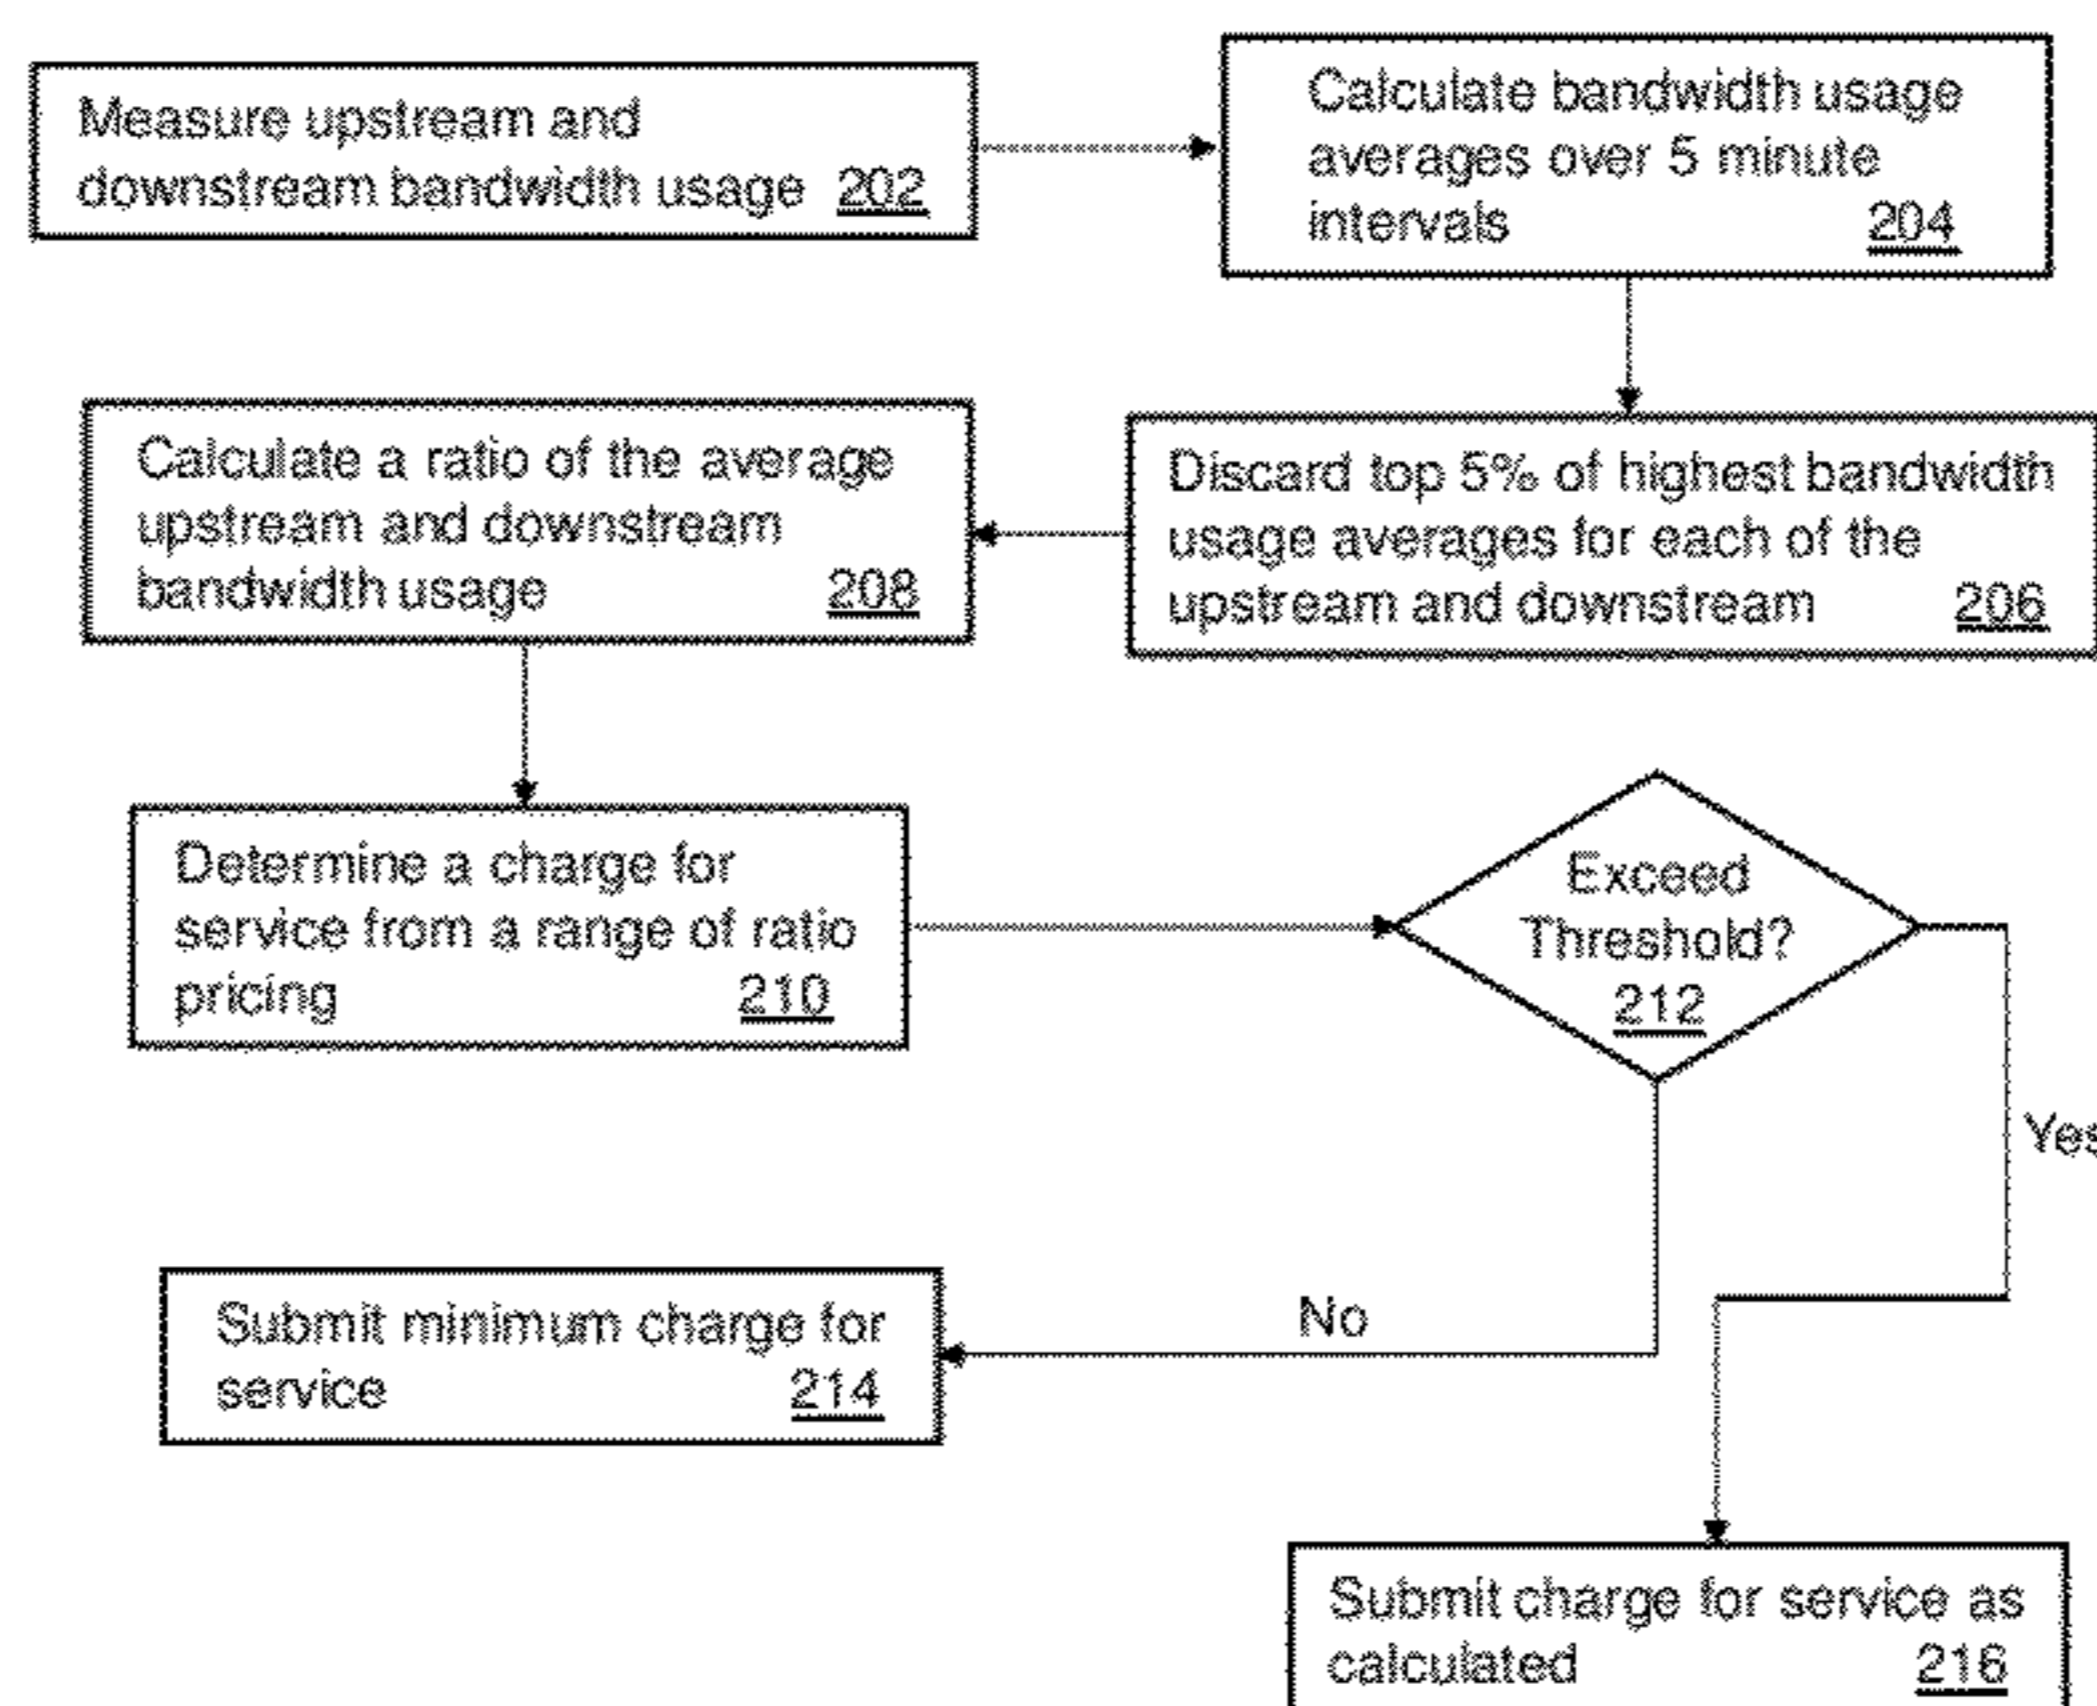 Measure upstream and
downstream bandwidth usage 202
Calculate bandwidth usage
averages over 5 minute
intervals 204
Discard top 5% of highest bandwidth
usage averages for each of the
upstream and downstream 206
Calculate a ratio of the average
upstream and downstream
bandwidth usage 208
Determine a charge for
service from a range of ratio
pricing 210
Exceed
Threshold?
212
Yes
No
Submit minimum charge for
service 214
Submit charge for service as
calculated 216